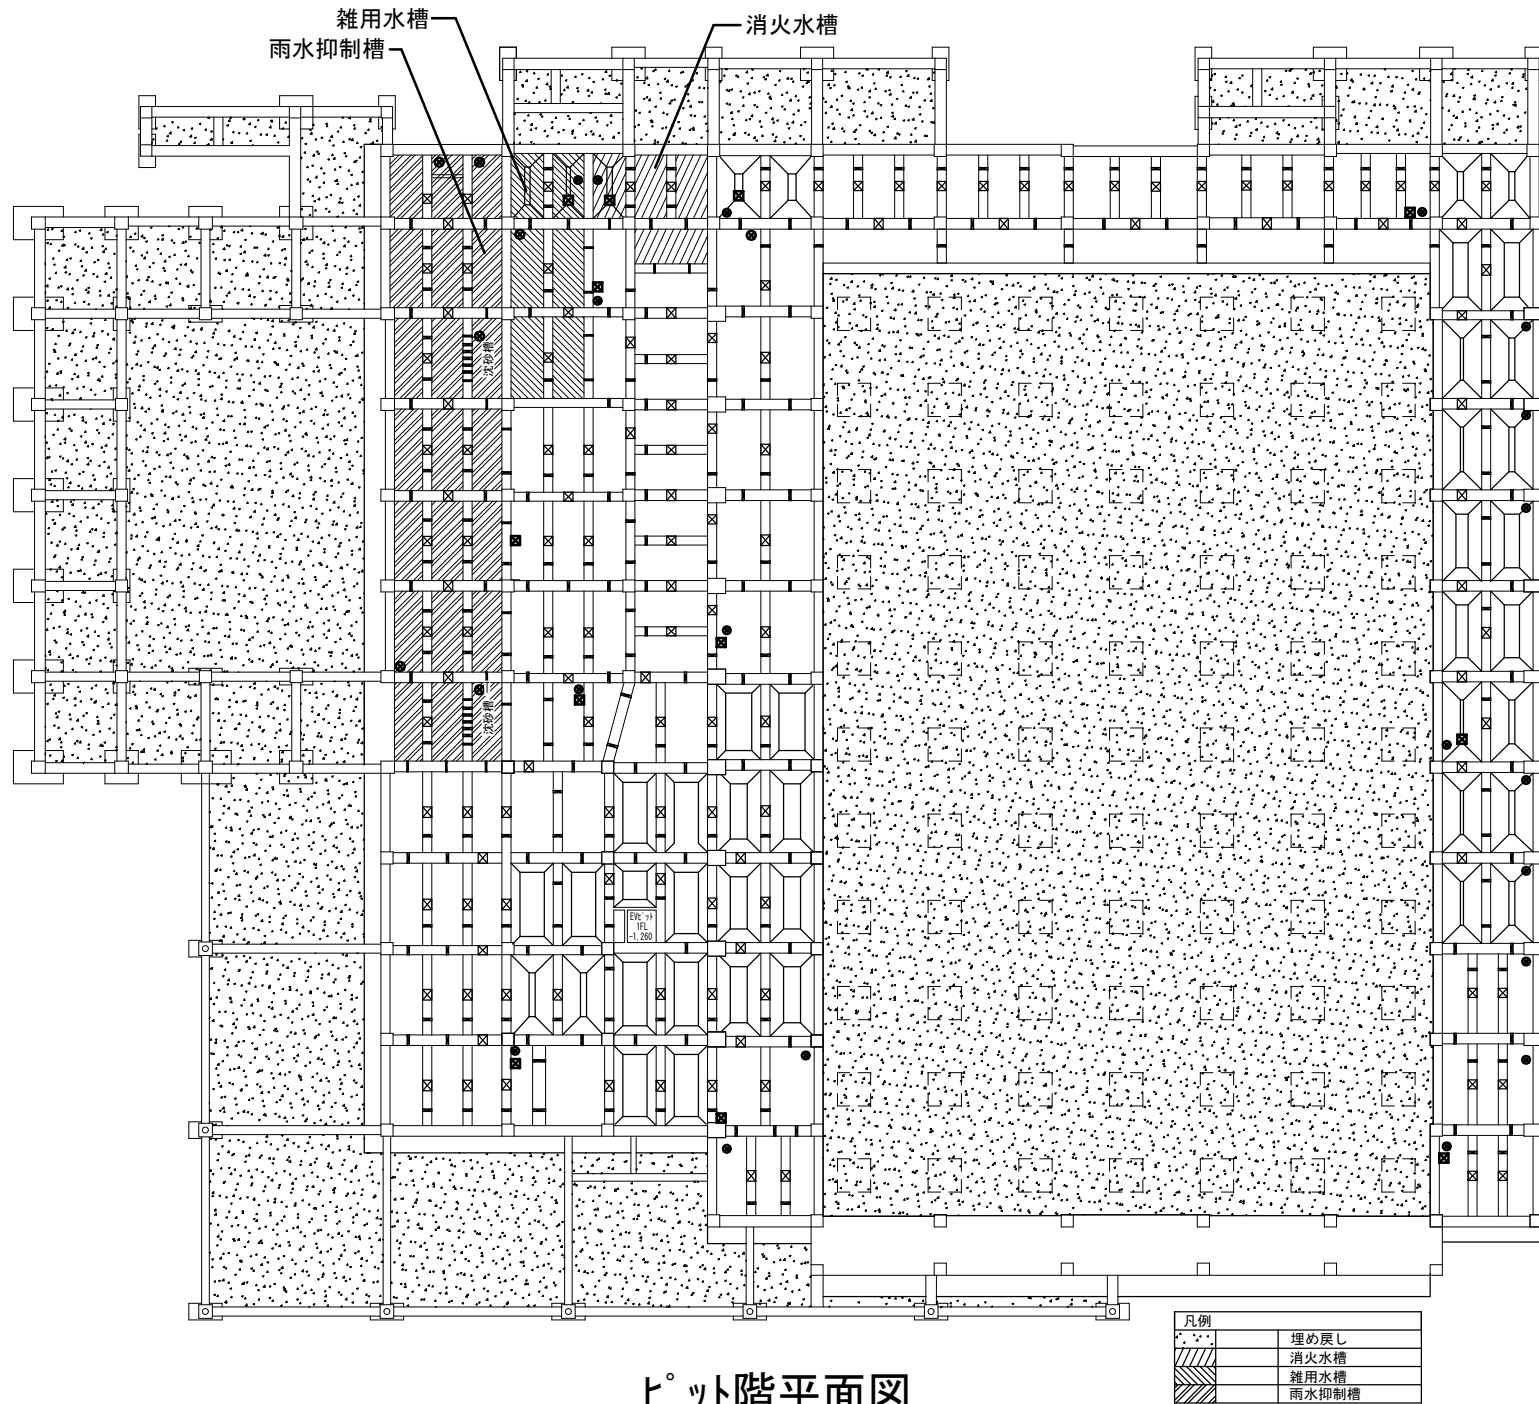 雑用水槽
消火水槽
雨水抑制槽
沈砂槽
沈砂槽
EVﾋﾟｯﾄ
1FL
-1,260
凡例
埋め戻し
消火水槽
雑用水槽
雨水抑制槽
ﾋﾟｯﾄ階平面図